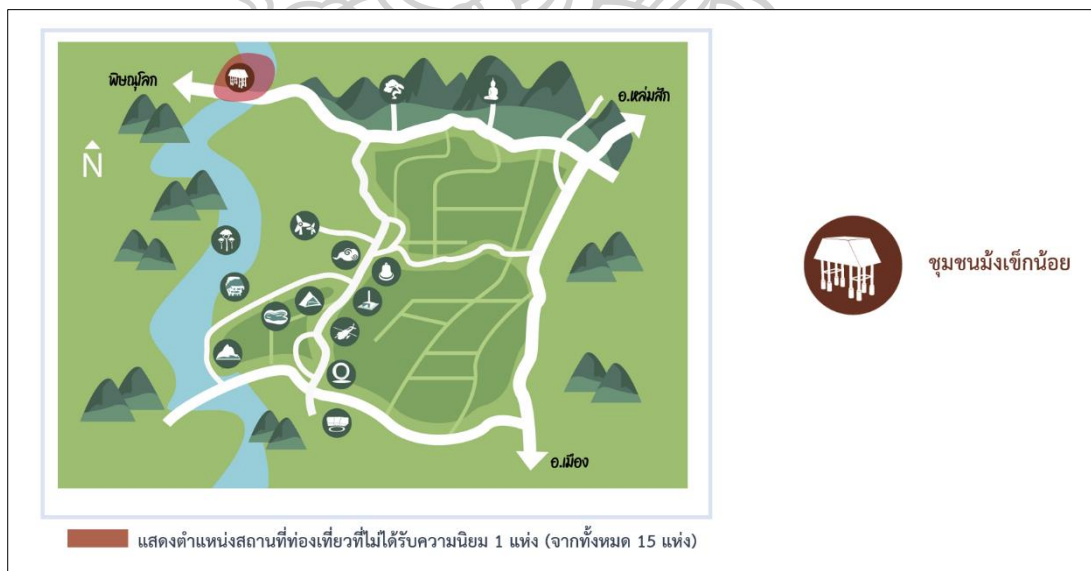 พิษณุโลก
อ.หล่มสัก
N
ชุมชนม้งเข็กน้อย
อ.เมือง
แสดงตำแหน่งสถานที่ท่องเที่ยวที่ไม่ได้รับความนิยม 1 แห่ง (จากทั้งหมด 15 แห่ง)